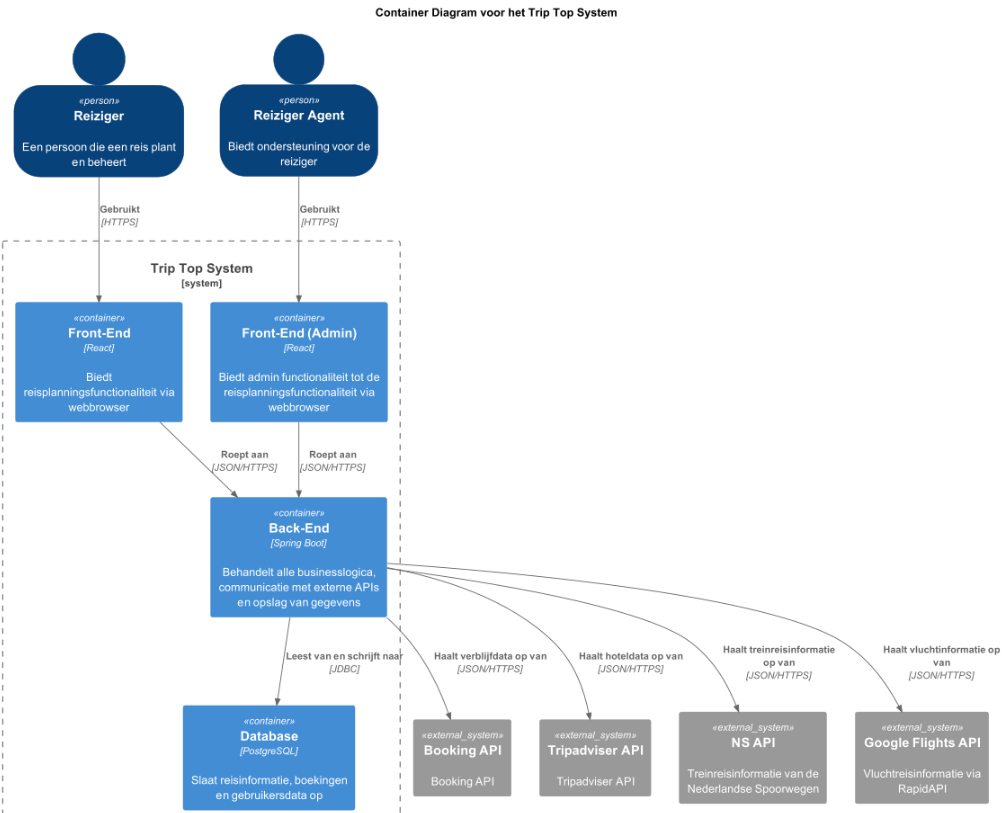 Container Diagram voor het Trip Top System
«person»
Reiziger
Een persoon die een reis plant
en beheert
«person»
Reiziger Agent
Biedt ondersteuning voor de
reiziger
Gebruikt
[HTTPS]
Gebruikt
[HTTPS]
Trip Top System
[system]
«container»
Front-End
[React]
Biedt
reisplanningsfunctionaliteit via
webbrowser
«container»
Front-End (Admin)
[React]
Biedt admin functionaliteit tot de
reisplanningsfunctionaliteit via
webbrowser
Roept aan
[JSON/HTTPS]
Roept aan
[JSON/HTTPS]
«container»
Back-End
[Spring Boot]
Behandelt alle businesslogica,
communicatie met externe APIs
en opslag van gegevens
Leest van en schrijft naar
[JDBC]
Haalt verblijfdata op van
[JSON/HTTPS]
Haalt hoteldata op van
[JSON/HTTPS]
Haalt treinreisinformatie
op van
[JSON/HTTPS]
Haalt vluchtinformatie op
van
[JSON/HTTPS]
«container»
Database
[PostgreSQL]
Slaat reisinformatie, boekingen
en gebruikersdata op
«external_system»
Booking API
Booking API
«external_system»
Tripadviser API
Tripadviser API
«external_system»
NS API
Treinreisinformatie van de
Nederlandse Spoorwegen
«external_system»
Google Flights API
Vluchtreisinformatie via
RapidAPI